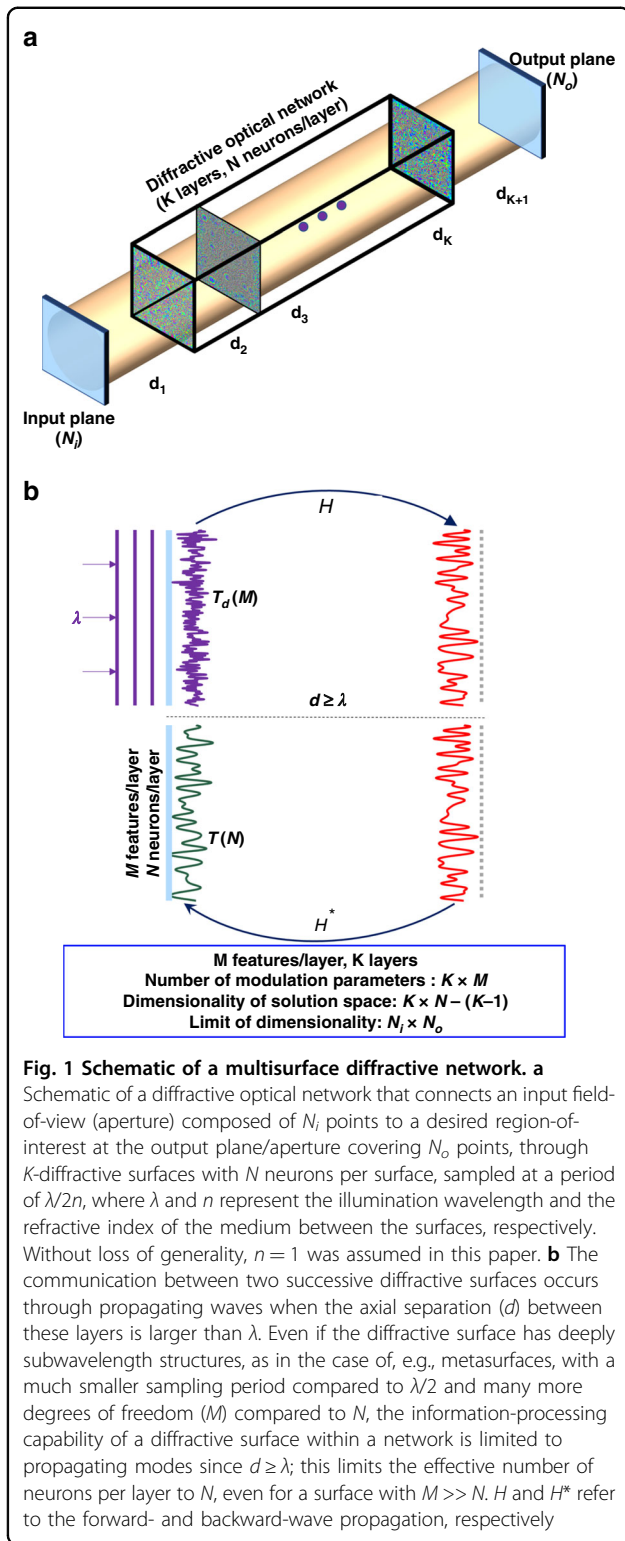 a
Output plane
(Nₒ)
Diffractive optical network
(K layers, N neurons/layer)
d_K+1
d_K
d₃
d₂
d₁
Input plane
(Nᵢ)
b
H
T_d(M)
λ
d ≥ λ
M features/layer
N neurons/layer
T(N)
H*
M features/layer, K layers
Number of modulation parameters : K × M
Dimensionality of solution space: K × N – (K–1)
Limit of dimensionality: Nᵢ × Nₒ
Fig. 1 Schematic of a multisurface diffractive network. a
Schematic of a diffractive optical network that connects an input field-
of-view (aperture) composed of Nᵢ points to a desired region-of-
interest at the output plane/aperture covering Nₒ points, through
K-diffractive surfaces with N neurons per surface, sampled at a period
of λ/2n, where λ and n represent the illumination wavelength and the
refractive index of the medium between the surfaces, respectively.
Without loss of generality, n = 1 was assumed in this paper. b The
communication between two successive diffractive surfaces occurs
through propagating waves when the axial separation (d) between
these layers is larger than λ. Even if the diffractive surface has deeply
subwavelength structures, as in the case of, e.g., metasurfaces, with a
much smaller sampling period compared to λ/2 and many more
degrees of freedom (M) compared to N, the information-processing
capability of a diffractive surface within a network is limited to
propagating modes since d ≥ λ; this limits the effective number of
neurons per layer to N, even for a surface with M >> N. H and H* refer
to the forward- and backward-wave propagation, respectively